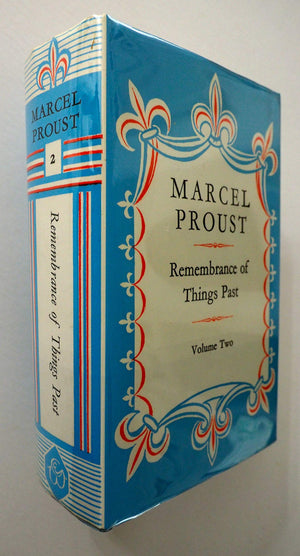 MARCEL
PROUST
2
Remembrance of Things Past
MARCEL
PROUST
Remembrance of
Things Past
Volume Two